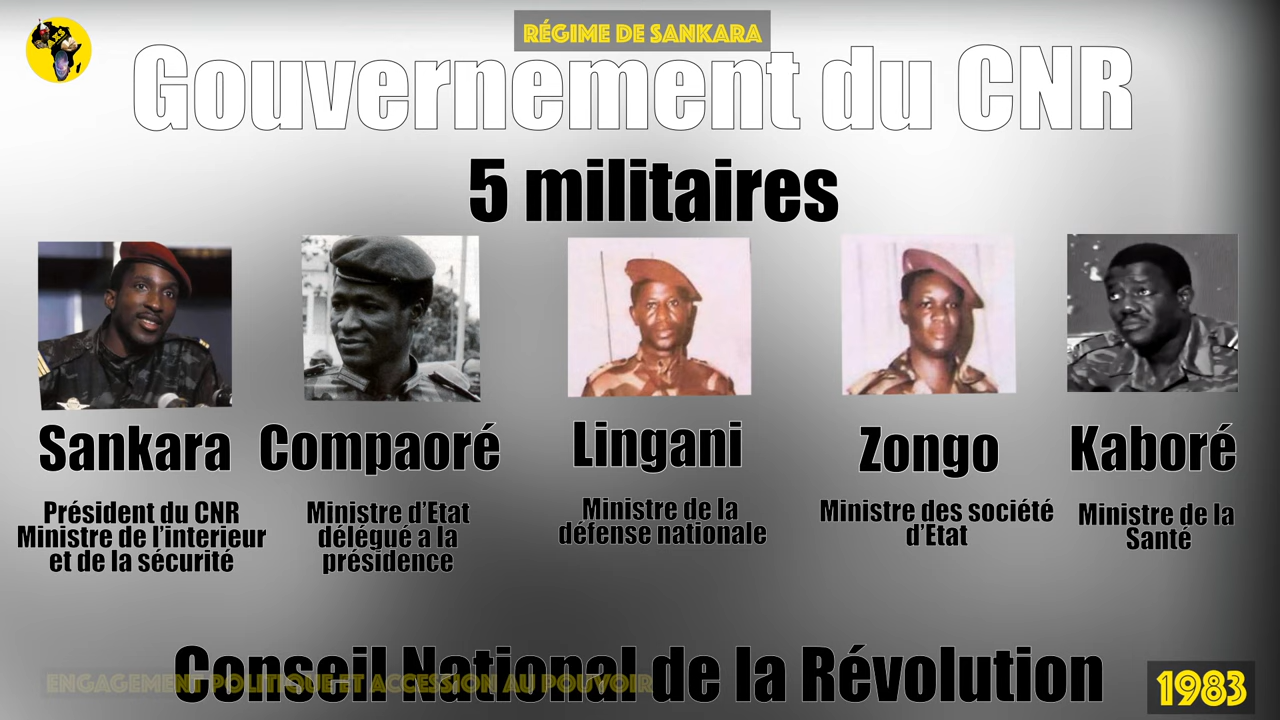 RÉGIME DE SANKARA
Gouvernement du CNR
5 militaires
Sankara
Président du CNR
Ministre de l'interieur
et de la sécurité
Compaoré
Ministre d'Etat
délégué a la
présidence
Lingani
Ministre de la
défense nationale
Zongo
Ministre des société
d'Etat
Kaboré
Ministre de la
Santé
Conseil National de la Révolution
ENGAGEMENT POLITIQUE ET ACCESSION AU POUVOIR
1983